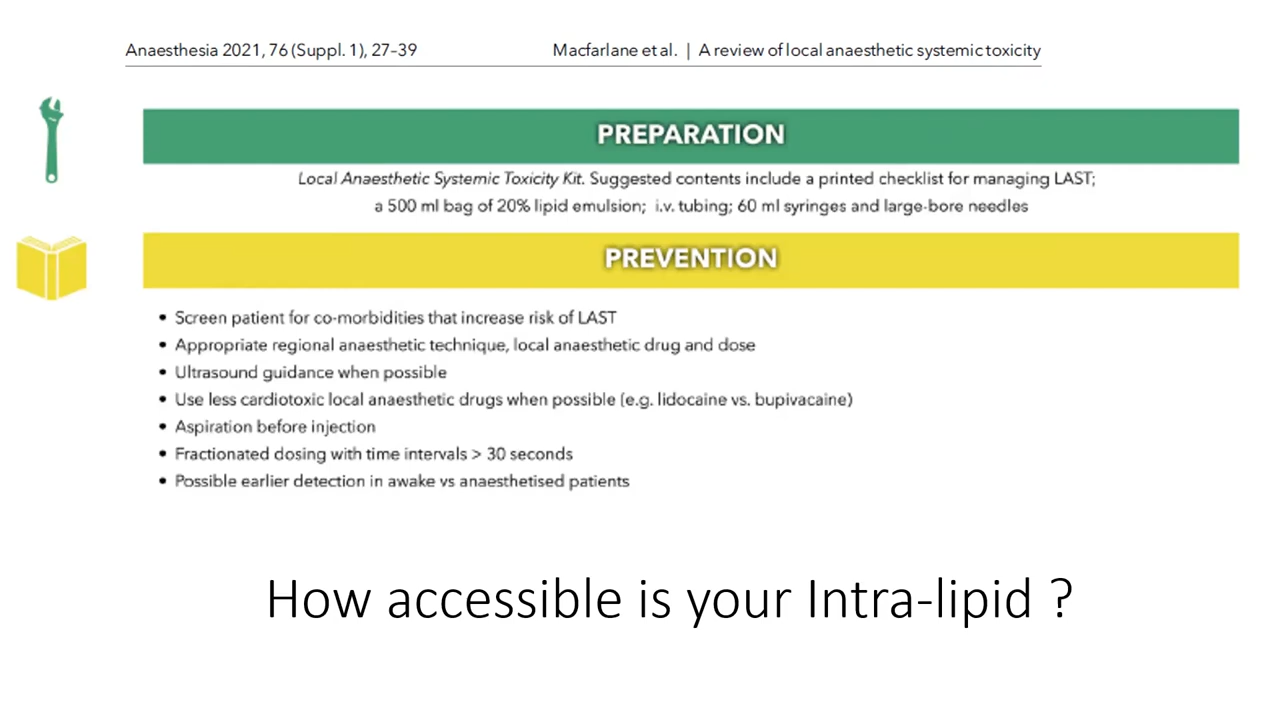 Anaesthesia 2021, 76 (Suppl. 1), 27–39 Macfarlane et al. | A review of local anaesthetic systemic toxicity
PREPARATION
Local Anaesthetic Systemic Toxicity Kit. Suggested contents include a printed checklist for managing LAST;
a 500 ml bag of 20% lipid emulsion; i.v. tubing; 60 ml syringes and large-bore needles
PREVENTION
• Screen patient for co-morbidities that increase risk of LAST
• Appropriate regional anaesthetic technique, local anaesthetic drug and dose
• Ultrasound guidance when possible
• Use less cardiotoxic local anaesthetic drugs when possible (e.g. lidocaine vs. bupivacaine)
• Aspiration before injection
• Fractionated dosing with time intervals > 30 seconds
• Possible earlier detection in awake vs anaesthetised patients
How accessible is your Intra-lipid ?